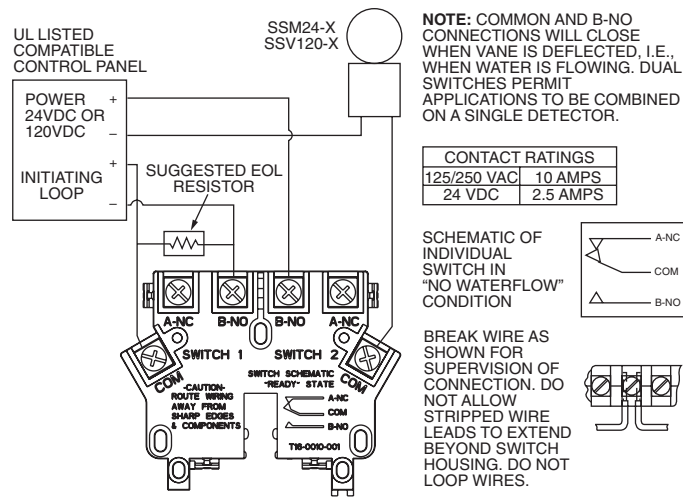 UL LISTED
COMPATIBLE
CONTROL PANEL
SSM24-X
SSV120-X
POWER +
24VDC OR
120VDC
–
+
INITIATING
LOOP
–
SUGGESTED EOL
RESISTOR
A-NC B-NO B-NO A-NC
SWITCH 1 SWITCH 2
COM COM
-CAUTION-
ROUTE WIRING
AWAY FROM
SHARP EDGES
& COMPONENTS
SWITCH SCHEMATIC
"READY" STATE
A-NC
COM
B-NO
T16-0010-001
NOTE: COMMON AND B-NO
CONNECTIONS WILL CLOSE
WHEN VANE IS DEFLECTED, I.E.,
WHEN WATER IS FLOWING. DUAL
SWITCHES PERMIT
APPLICATIONS TO BE COMBINED
ON A SINGLE DETECTOR.
CONTACT RATINGS
125/250 VAC 10 AMPS
24 VDC 2.5 AMPS
SCHEMATIC OF
INDIVIDUAL
SWITCH IN
“NO WATERFLOW”
CONDITION
A-NC
COM
B-NO
BREAK WIRE AS
SHOWN FOR
SUPERVISION OF
CONNECTION. DO
NOT ALLOW
STRIPPED WIRE
LEADS TO EXTEND
BEYOND SWITCH
HOUSING. DO NOT
LOOP WIRES.